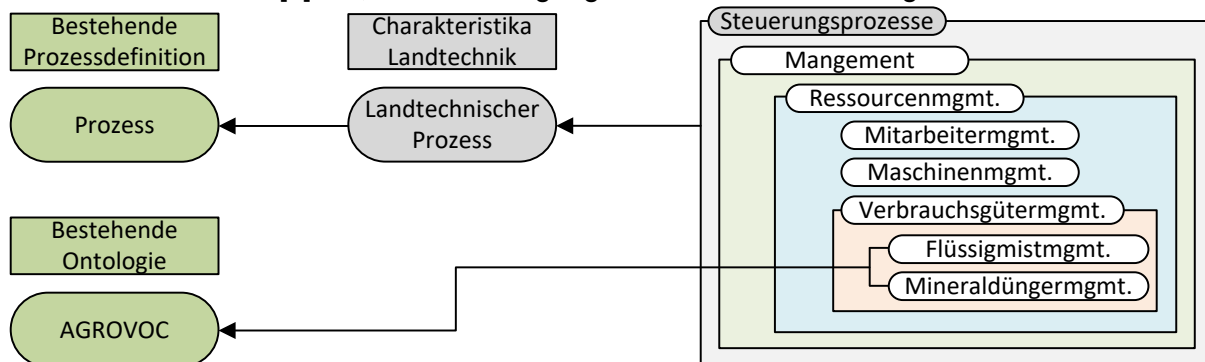 Bestehende
Prozessdefinition
Charakteristika
Landtechnik
Steuerungsprozesse
Mangement
Ressourcenmgmt.
Prozess
Landtechnischer
Prozess
Mitarbeitermgmt.
Maschinenmgmt.
Verbrauchsgütermgmt.
Bestehende
Ontologie
Flüssigmistmgmt.
Mineraldüngermgmt.
AGROVOC